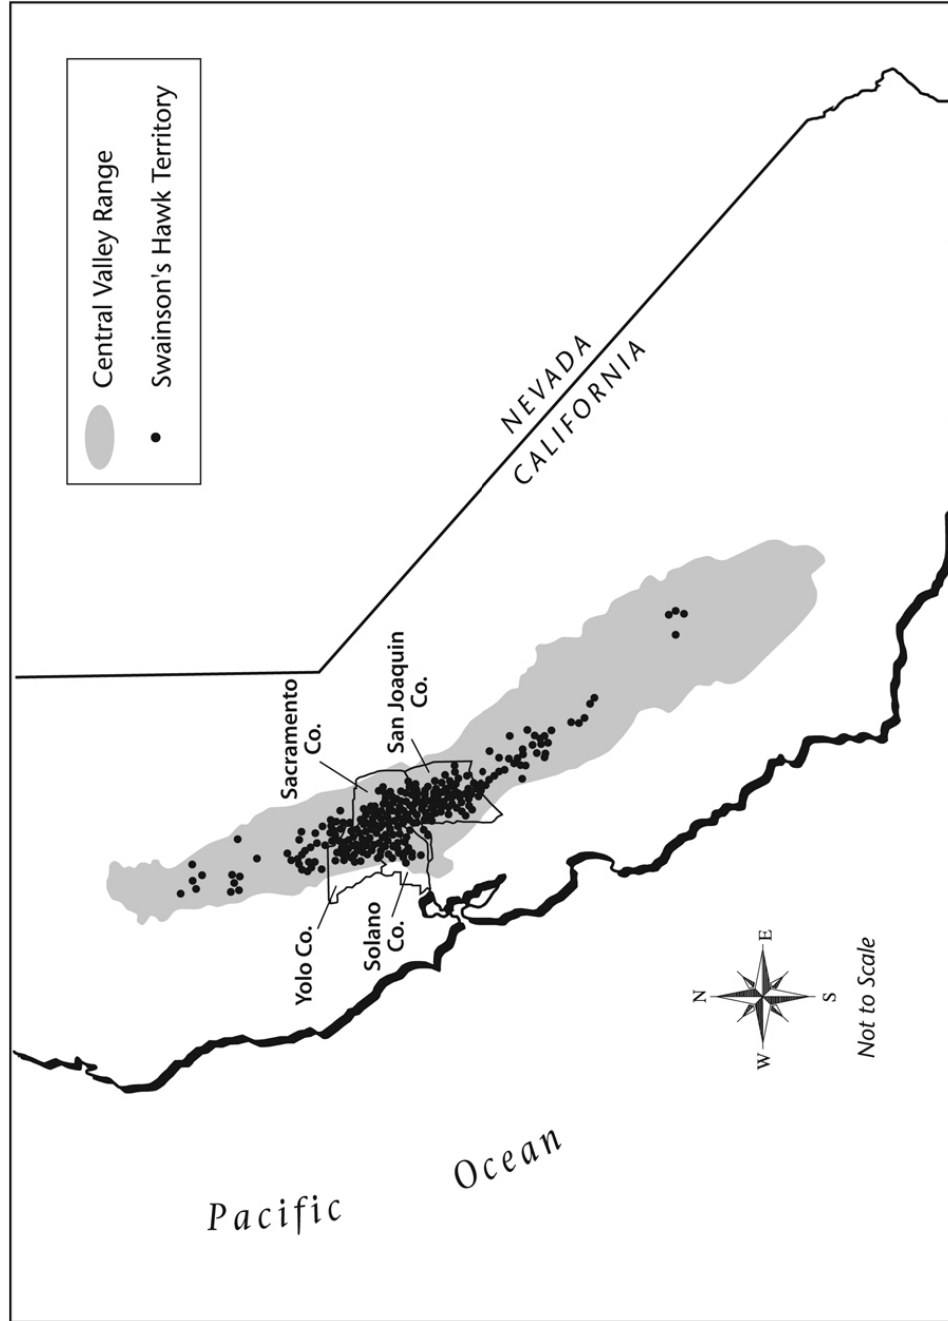 Central Valley Range
Swainson's Hawk Territory
NEVADA
CALIFORNIA
Sacramento
Co.
San Joaquin
Co.
Yolo Co.
Solano
Co.
N
W
E
S
Not to Scale
Pacific
Ocean